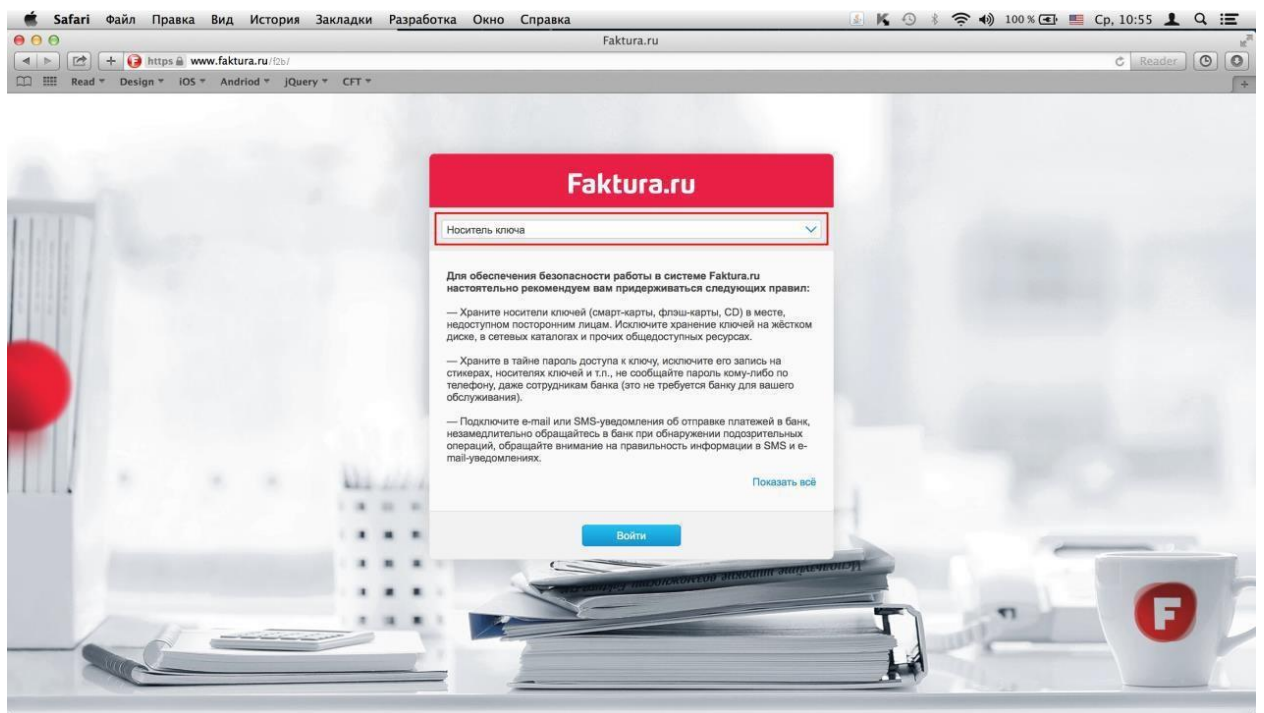 Safari Файл Правка Вид История Закладки Разработка Окно Справка 100 % Ср, 10:55
Faktura.ru
https www.faktura.ru/f2b/ Reader
Read Design iOS Andriod jQuery CFT
Faktura.ru
Носитель ключа
Для обеспечения безопасности работы в системе Faktura.ru
настоятельно рекомендуем вам придерживаться следующих правил:
— Храните носители ключей (смарт-карты, флэш-карты, CD) в месте,
недоступном посторонним лицам. Исключите хранение ключей на жёстком
диске, в сетевых каталогах и прочих общедоступных ресурсах.
— Храните в тайне пароль доступа к ключу, исключите его запись на
стикерах, носителях ключей и т.п., не сообщайте пароль кому-либо по
телефону, даже сотрудникам банка (это не требуется банку для вашего
обслуживания).
— Подключите e-mail или SMS-уведомления об отправке платежей в банк,
незамедлительно обращайтесь в банк при обнаружении подозрительных
операций, обращайте внимание на правильность информации в SMS и e-
mail-уведомлениях.
Показать всё
Войти
Используйте широкие возможности
F